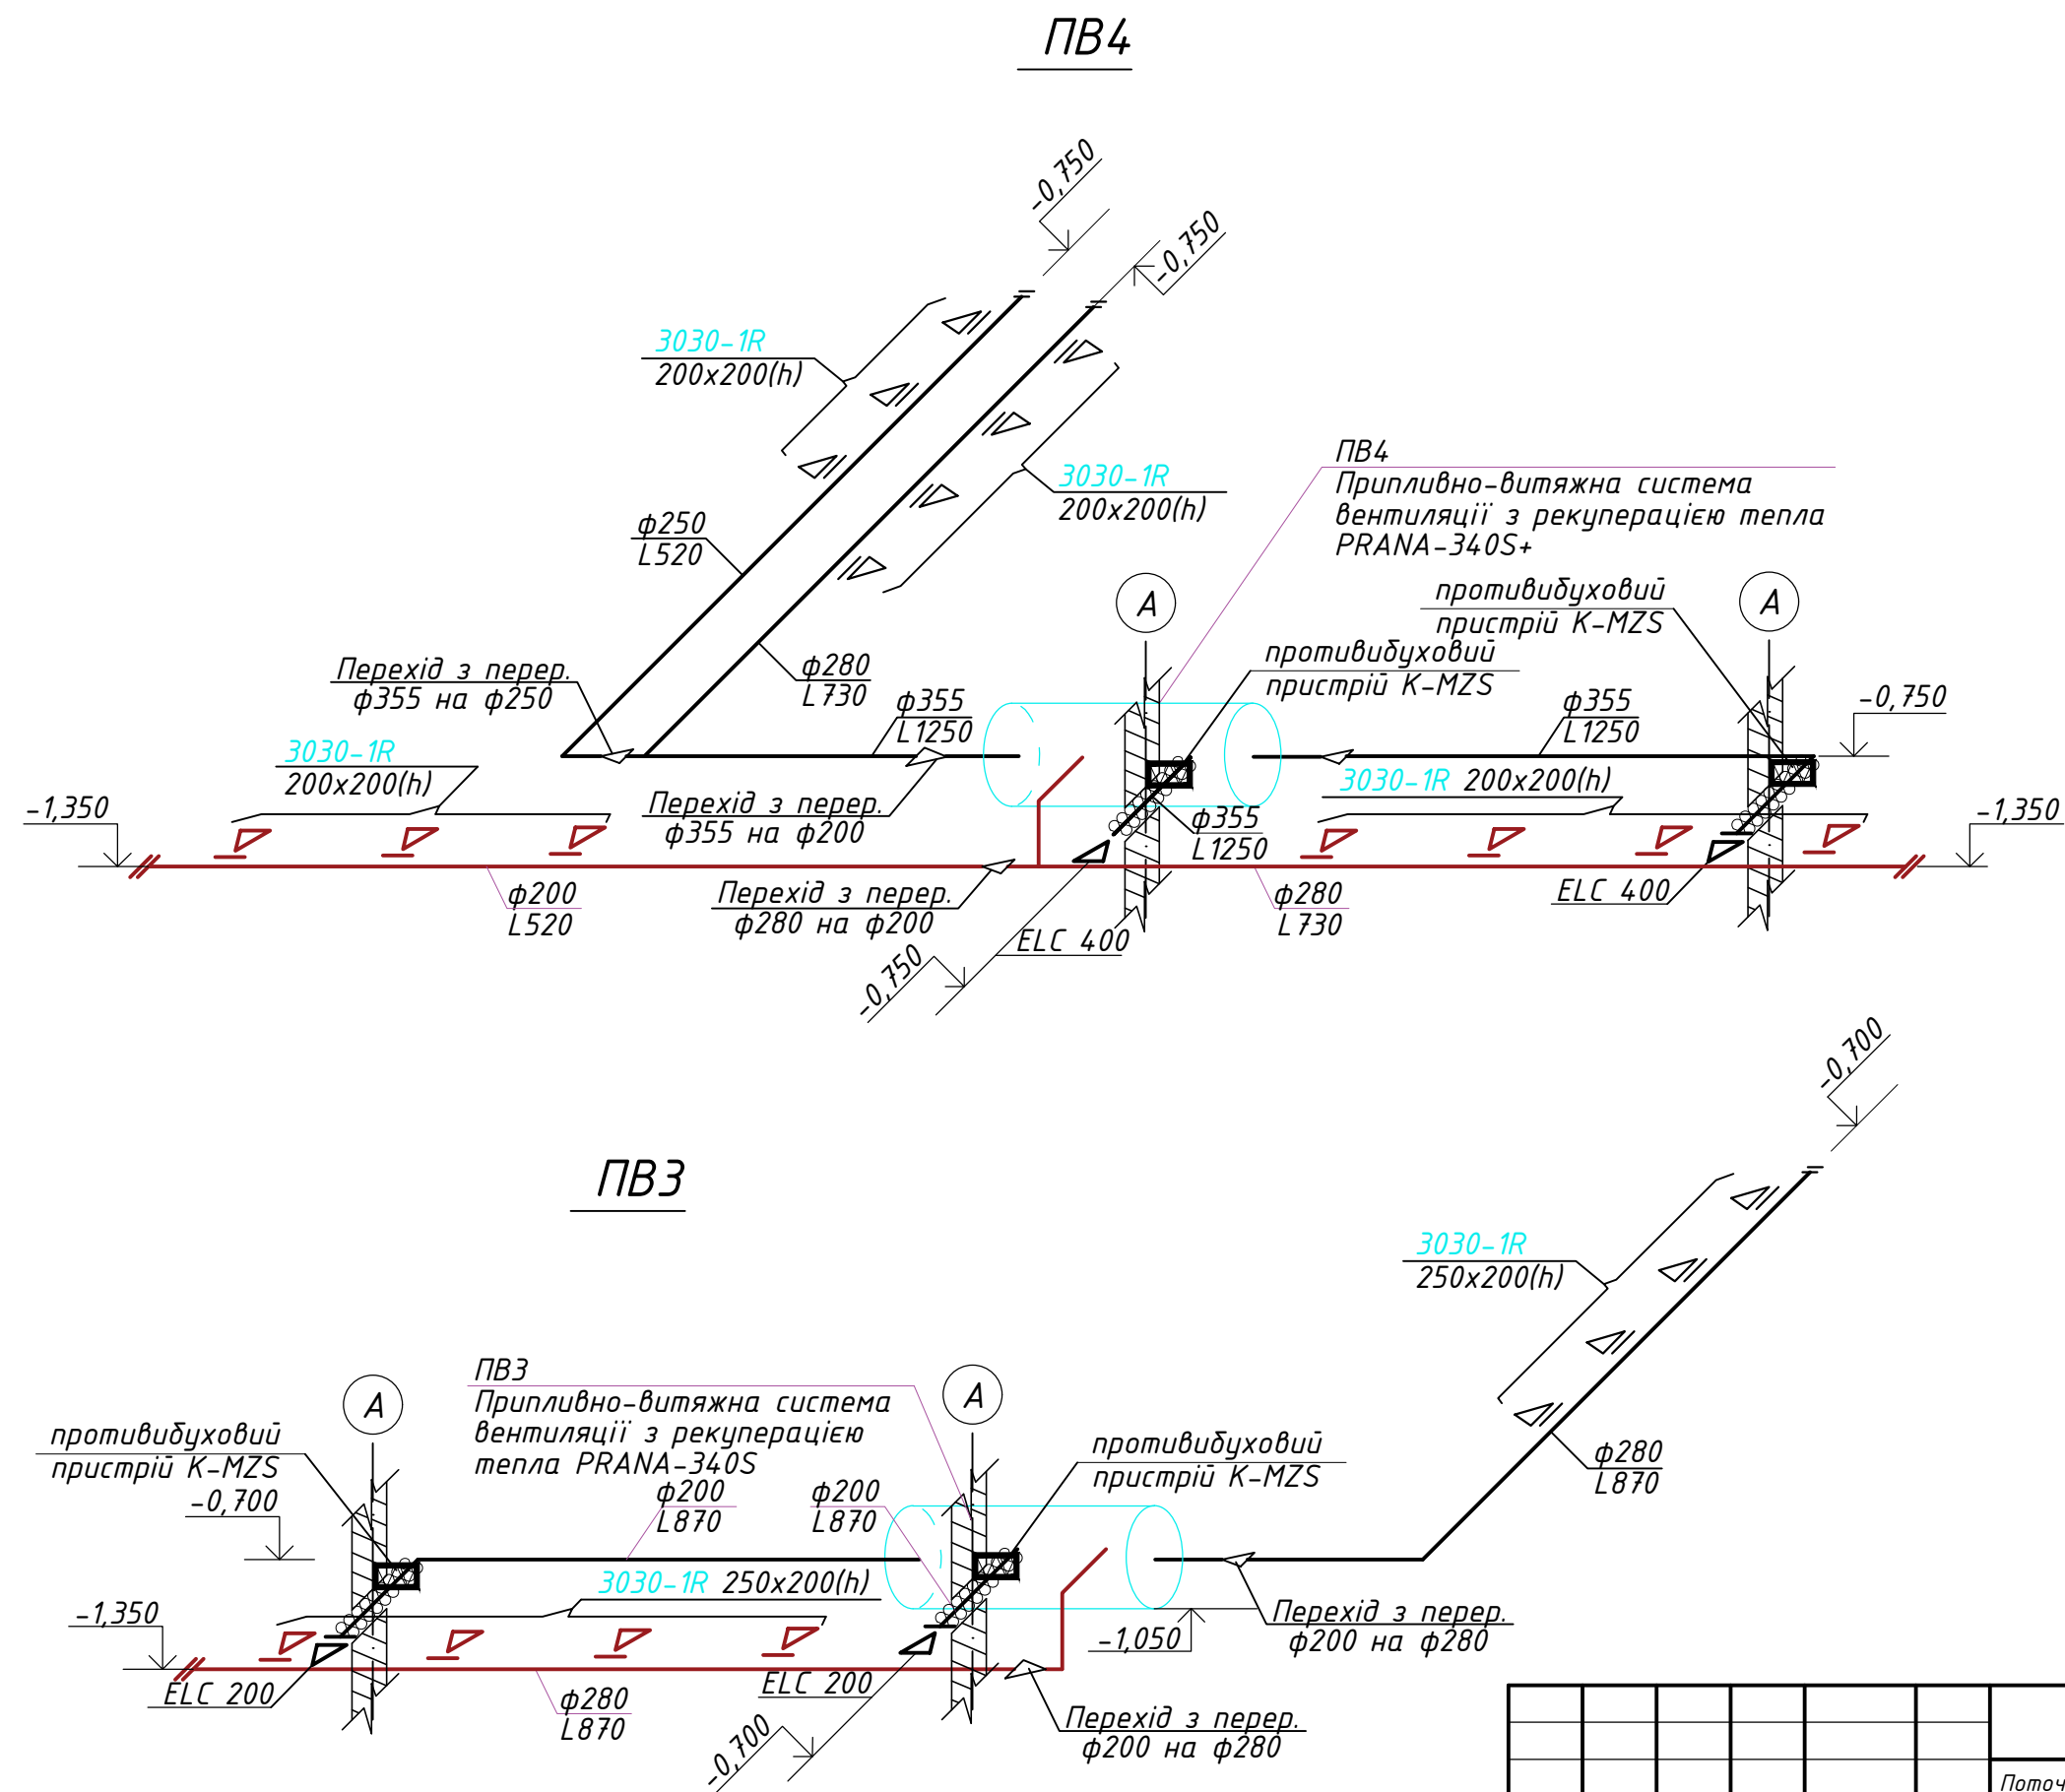 ПВ4
-0,750
-0,750
3030-1R
200x200(h)
3030-1R
200x200(h)
ф250
L520
ПВ4
Припливно-витяжна система
вентиляції з рекуперацією тепла
PRANA-340S+
А
А
противибуховий
пристрій K-MZS
противибуховий
пристрій K-MZS
Перехід з перер.
ф355 на ф250
ф280
L730
ф355
L1250
ф355
L1250
-0,750
3030-1R
200x200(h)
3030-1R 200x200(h)
-1,350
Перехід з перер.
ф355 на ф200
ф355
L1250
-1,350
ф200
L520
Перехід з перер.
ф280 на ф200
ф280
L730
ELC 400
ELC 400
-0,750
-0,700
ПВ3
3030-1R
250x200(h)
ПВ3
Припливно-витяжна система
вентиляції з рекуперацією
тепла PRANA-340S
А
А
противибуховий
пристрій K-MZS
противибуховий
пристрій K-MZS
ф280
L870
-0,700
ф200
L870
ф200
L870
3030-1R 250x200(h)
-1,350
-1,050
Перехід з перер.
ф200 на ф280
ELC 200
ELC 200
ф280
L870
Перехід з перер.
ф200 на ф280
-0,700
Поточ